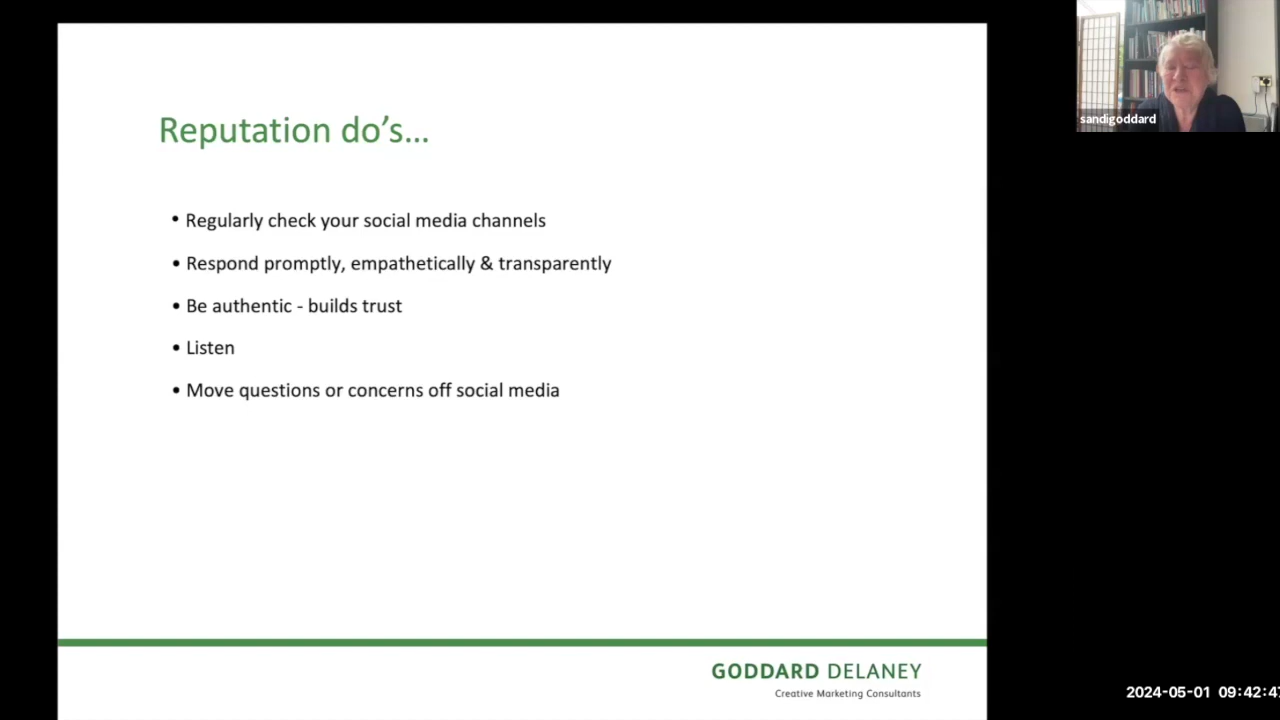 Reputation do's...
• Regularly check your social media channels
• Respond promptly, empathetically & transparently
• Be authentic - builds trust
• Listen
• Move questions or concerns off social media
GODDARD DELANEY
Creative Marketing Consultants
sandigoddard
2024-05-01 09:42:47